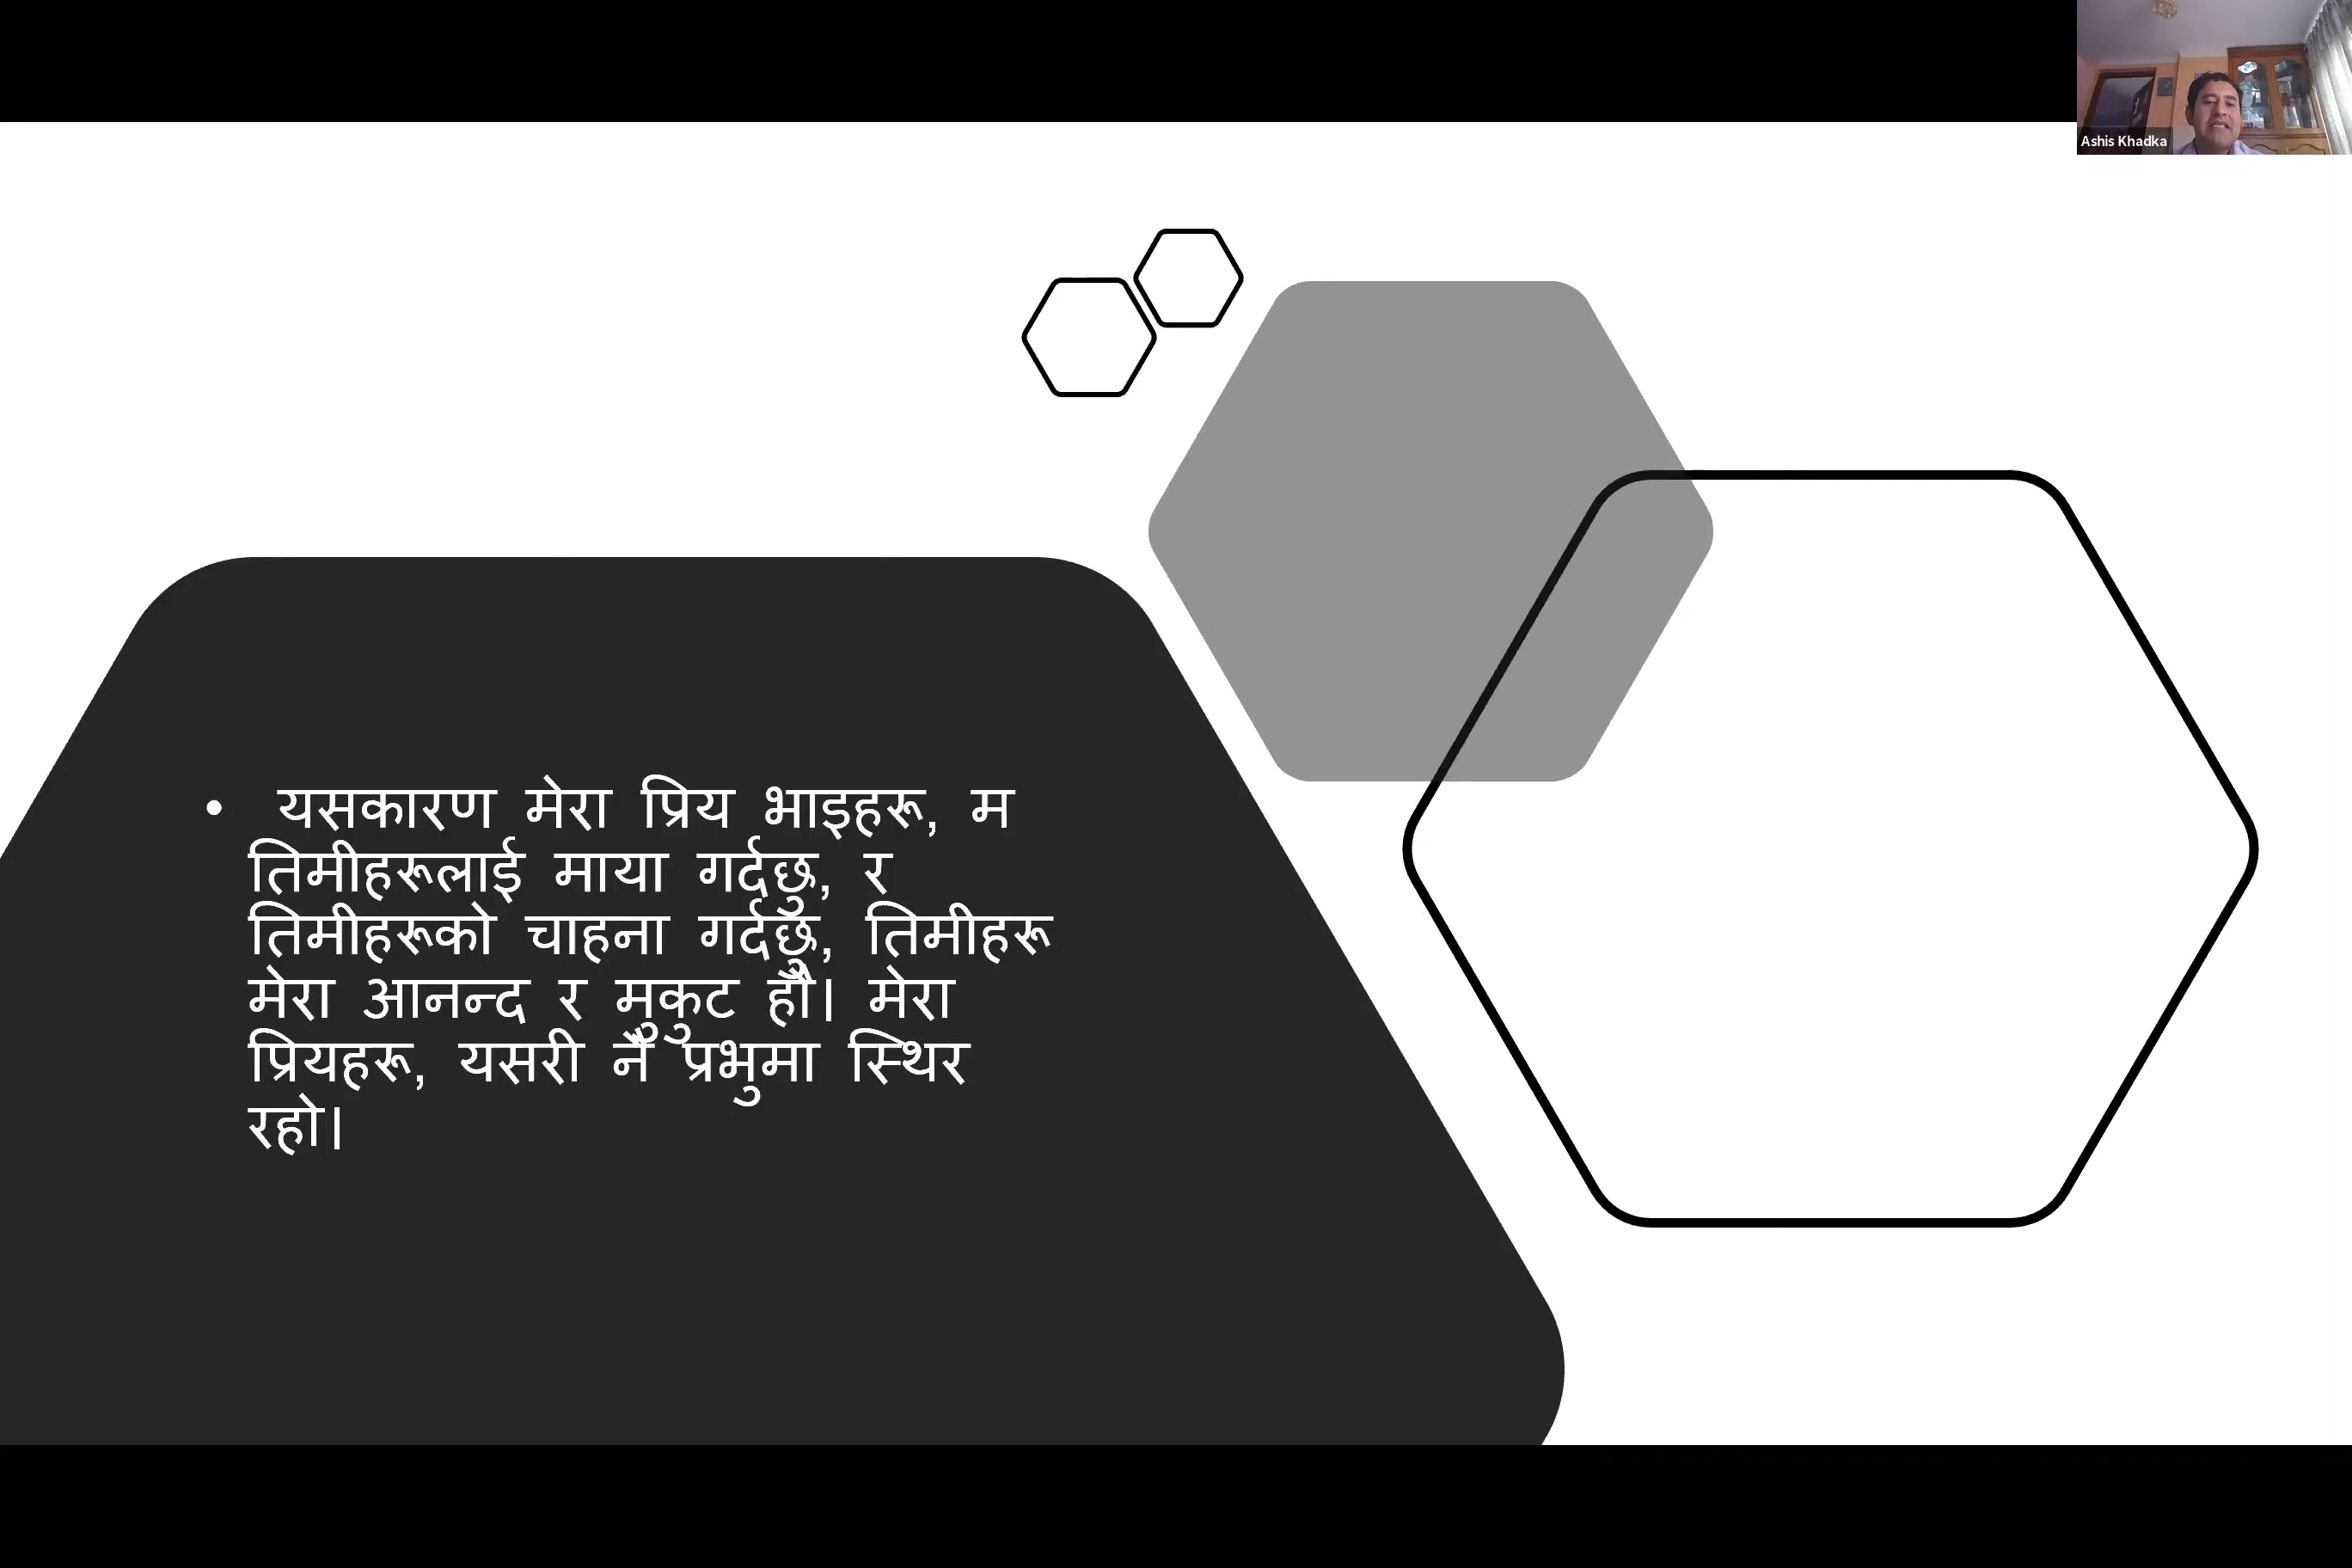 Ashis Khadka
• यसकारण मेरा प्रिय भाइहरू, म
तिमीहरूलाई माया गर्दछु, र
तिमीहरूको चाहना गर्दछु, तिमीहरू
मेरा आनन्द र मुकुट हौ। मेरा
प्रियहरू, यसरी नै प्रभुमा स्थिर
रहो।